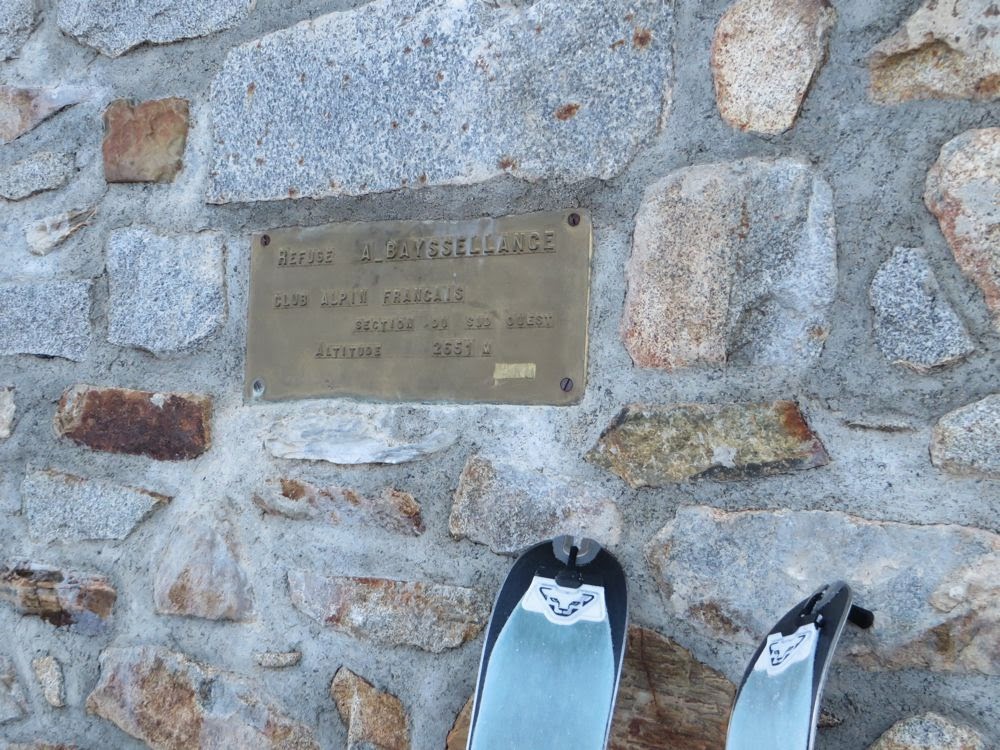 REFUGE A. BAYSSELLANCE
CLUB ALPIN FRANCAIS
SECTION DU SUD OUEST
ALTITUDE 2651 M